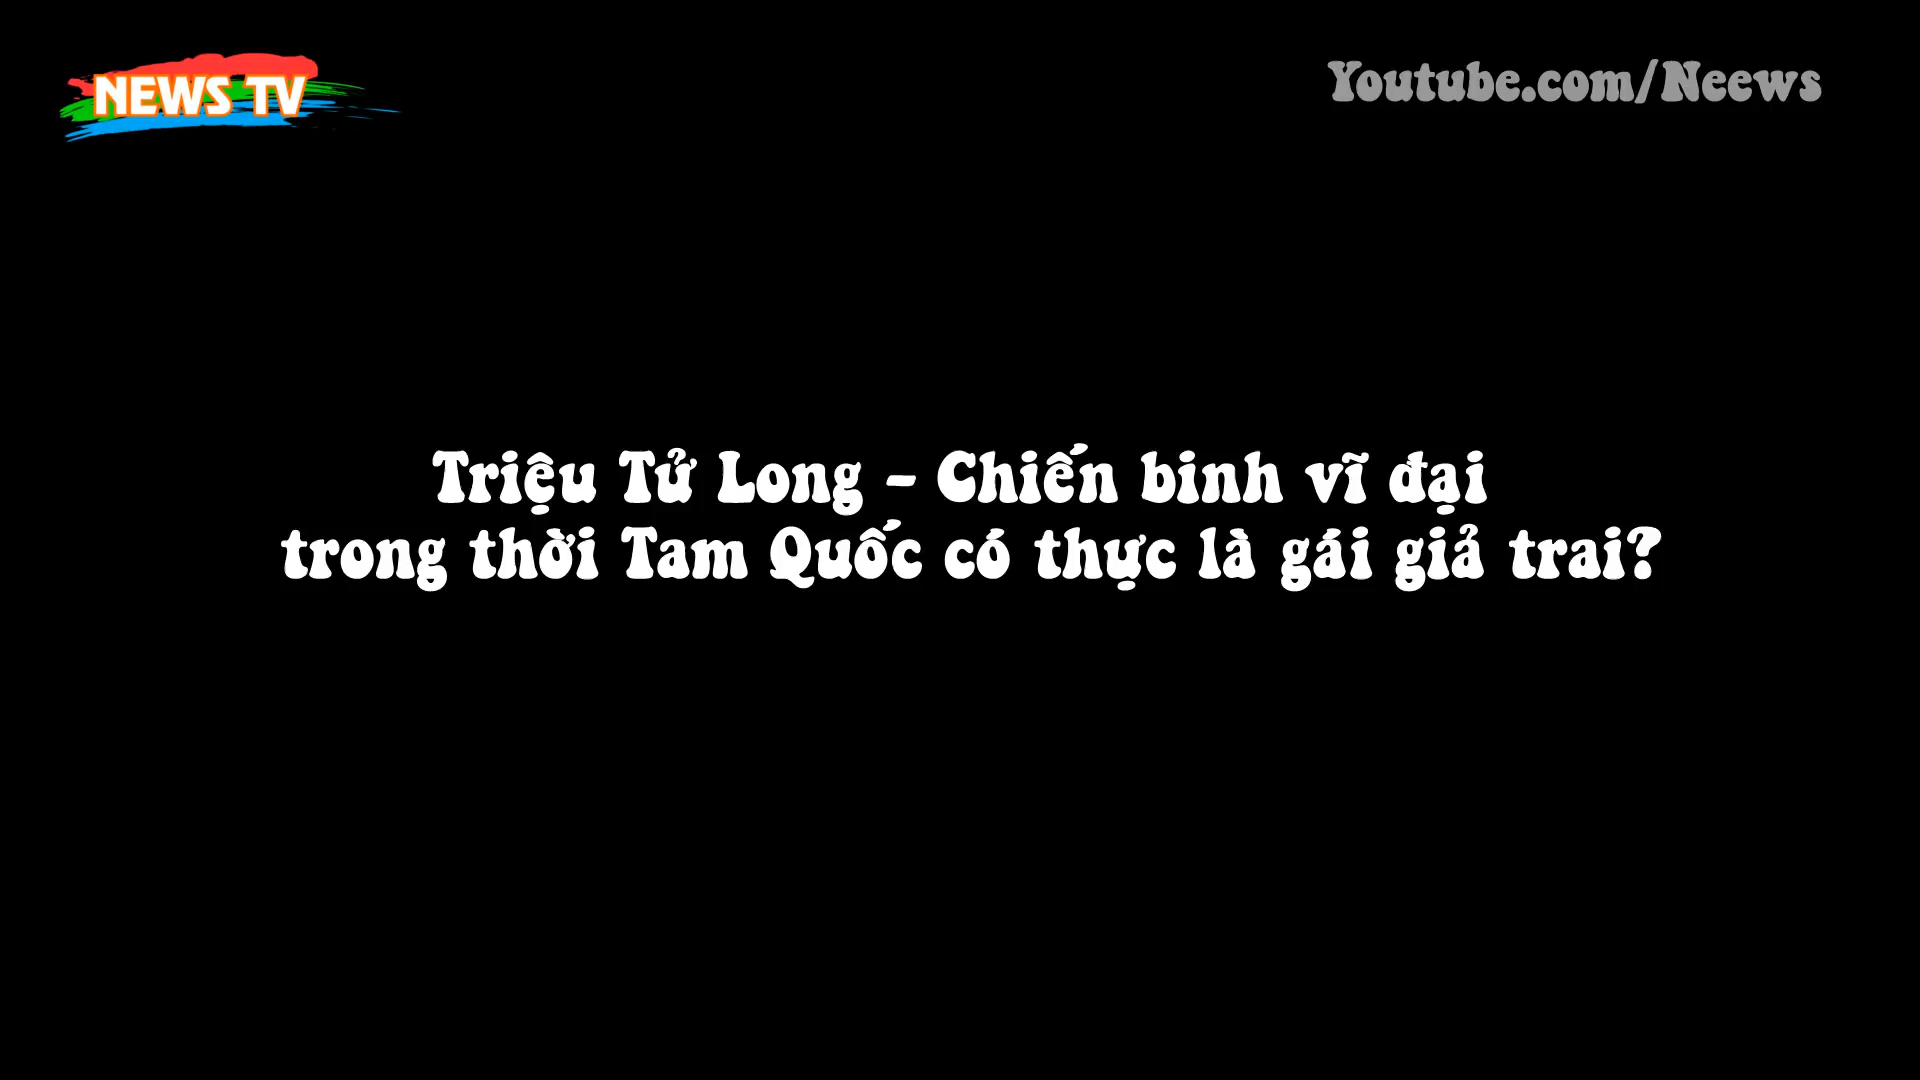 NEWS TV
Youtube.com/Neews
Triệu Tử Long - Chiến binh vĩ đại
trong thời Tam Quốc có thực là gái giả trai?